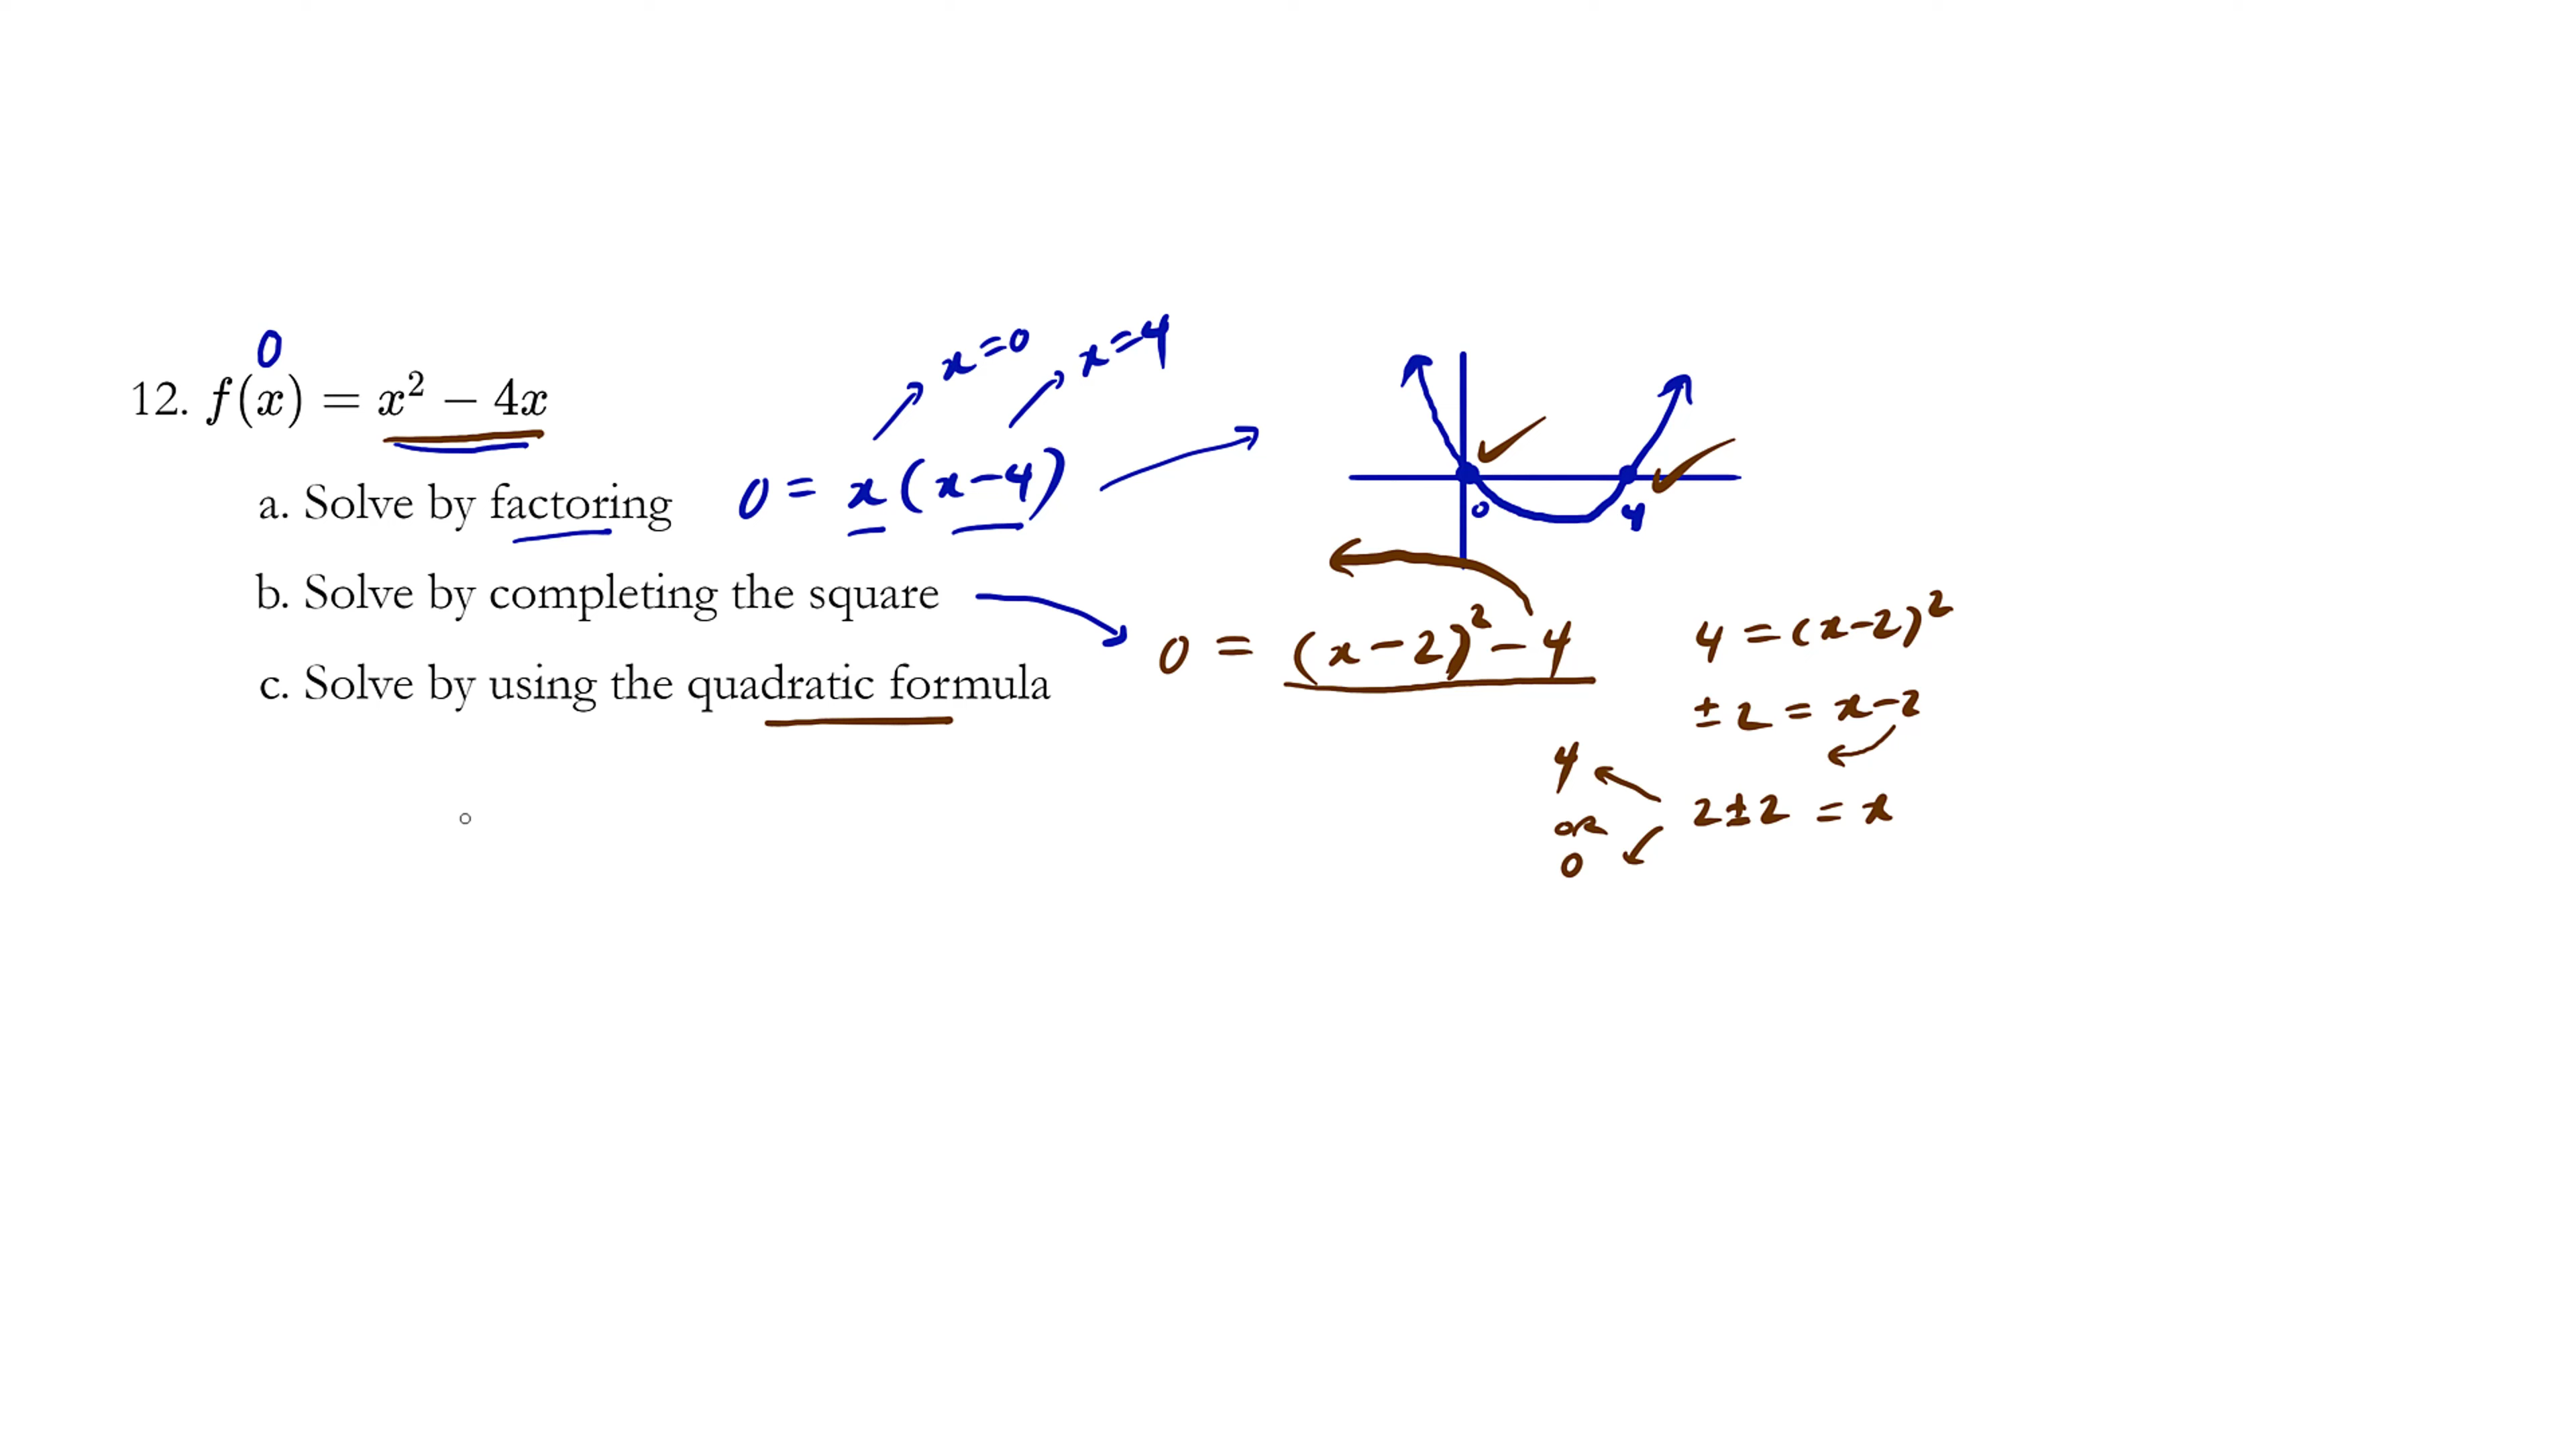 0
12. f(x) = x² − 4x
x=0
x=4
a. Solve by factoring
0 = x(x−4)
0
4
b. Solve by completing the square
0 = (x−2)² − 4
4 = (x−2)²
c. Solve by using the quadratic formula
± 2 = x−2
2±2 = x
4
OR
0